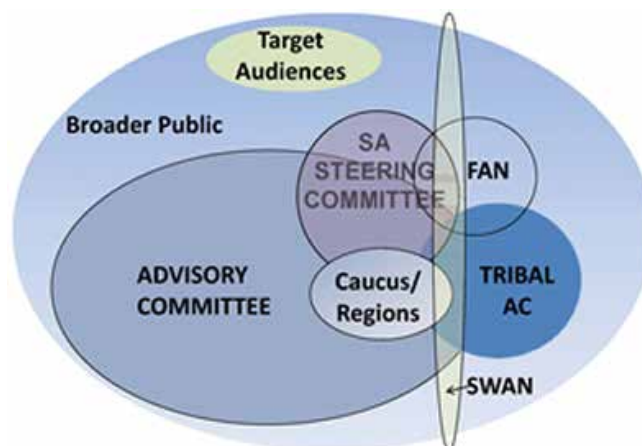 Target
Audiences
Broader Public
SA
STEERING
COMMITTEE
FAN
ADVISORY
COMMITTEE
Caucus/
Regions
TRIBAL
AC
SWAN